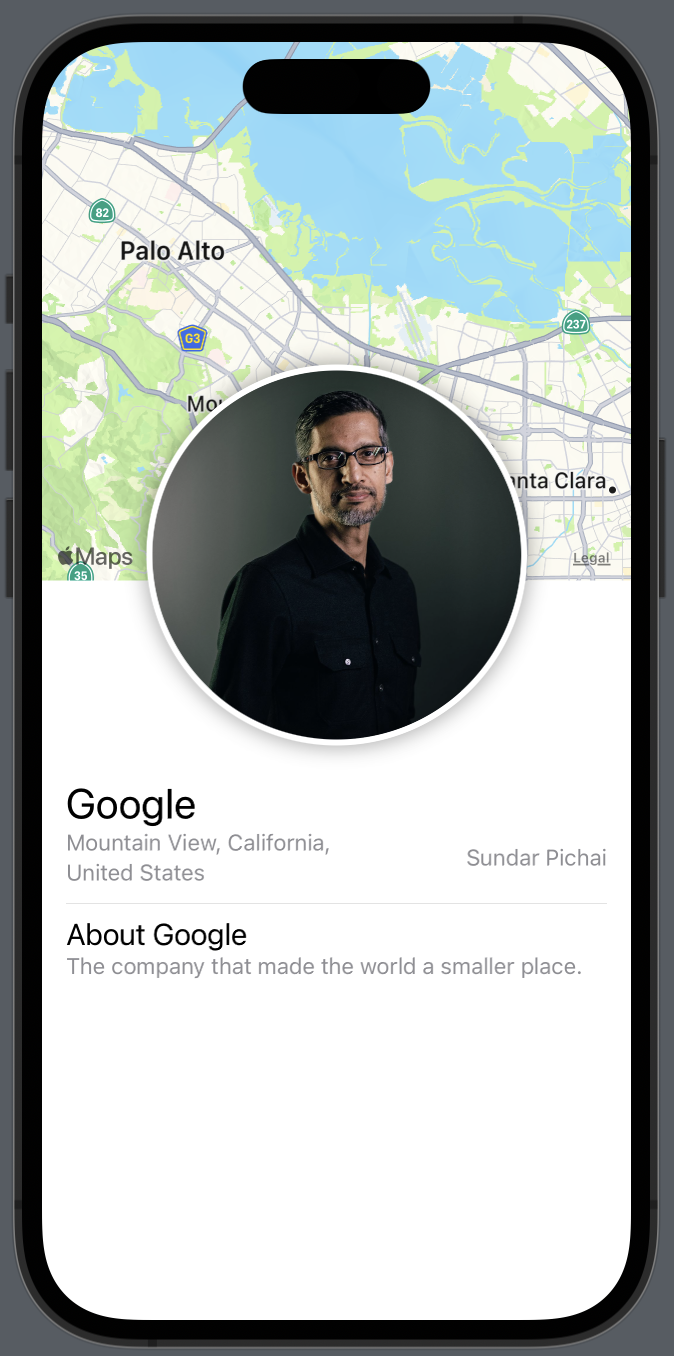 82
Palo Alto
237
G3
Mou
nta Clara
Maps
35
Legal
Google
Mountain View, California,
United States
Sundar Pichai
About Google
The company that made the world a smaller place.